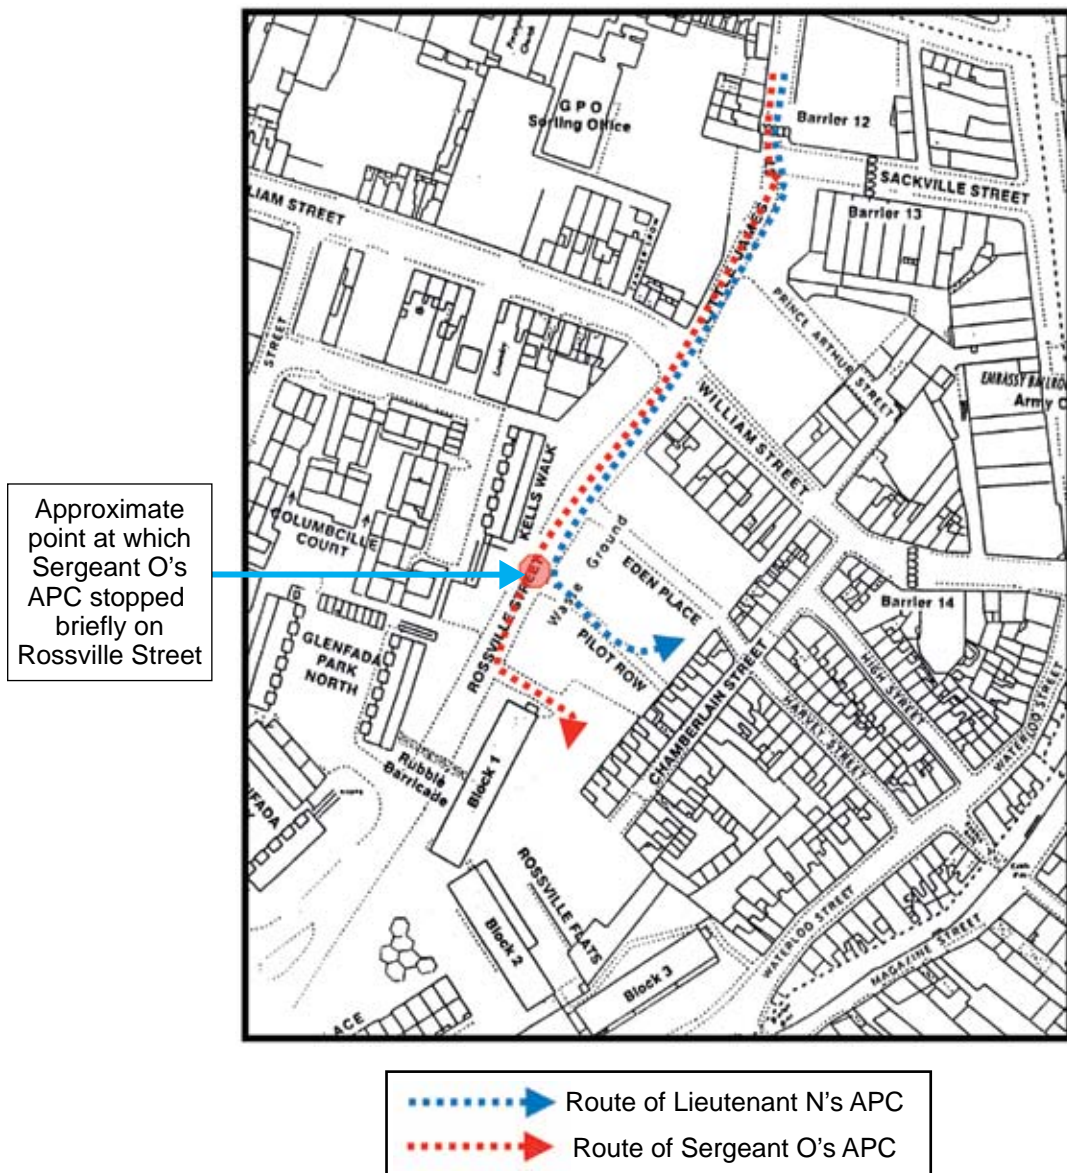 G P O
Sorting Office
Barrier 12
SACKVILLE STREET
Barrier 13
LIAM STREET
LITTLE JAMES ST
PRINCE ARTHUR STREET
EMBASSY BALLRO
Army O
WILLIAM STREET
STREET
KELLS WALK
COLUMBCILLE
COURT
Waste Ground
EDEN PLACE
PILOT ROW
Barrier 14
Approximate
point at which
Sergeant O's
APC stopped
briefly on
Rossville Street
ROSSVILLE STREET
GLENFADA
PARK
NORTH
CHAMBERLAIN STREET
HARVEY STREET
HIGH STREET
WATERLOO STREET
Rubble
Barricade
Block 1
NFADA
ROSSVILLE FLATS
Block 2
Block 3
WATERLOO STREET
MAGAZINE STREET
ACE
Route of Lieutenant N's APC
Route of Sergeant O's APC